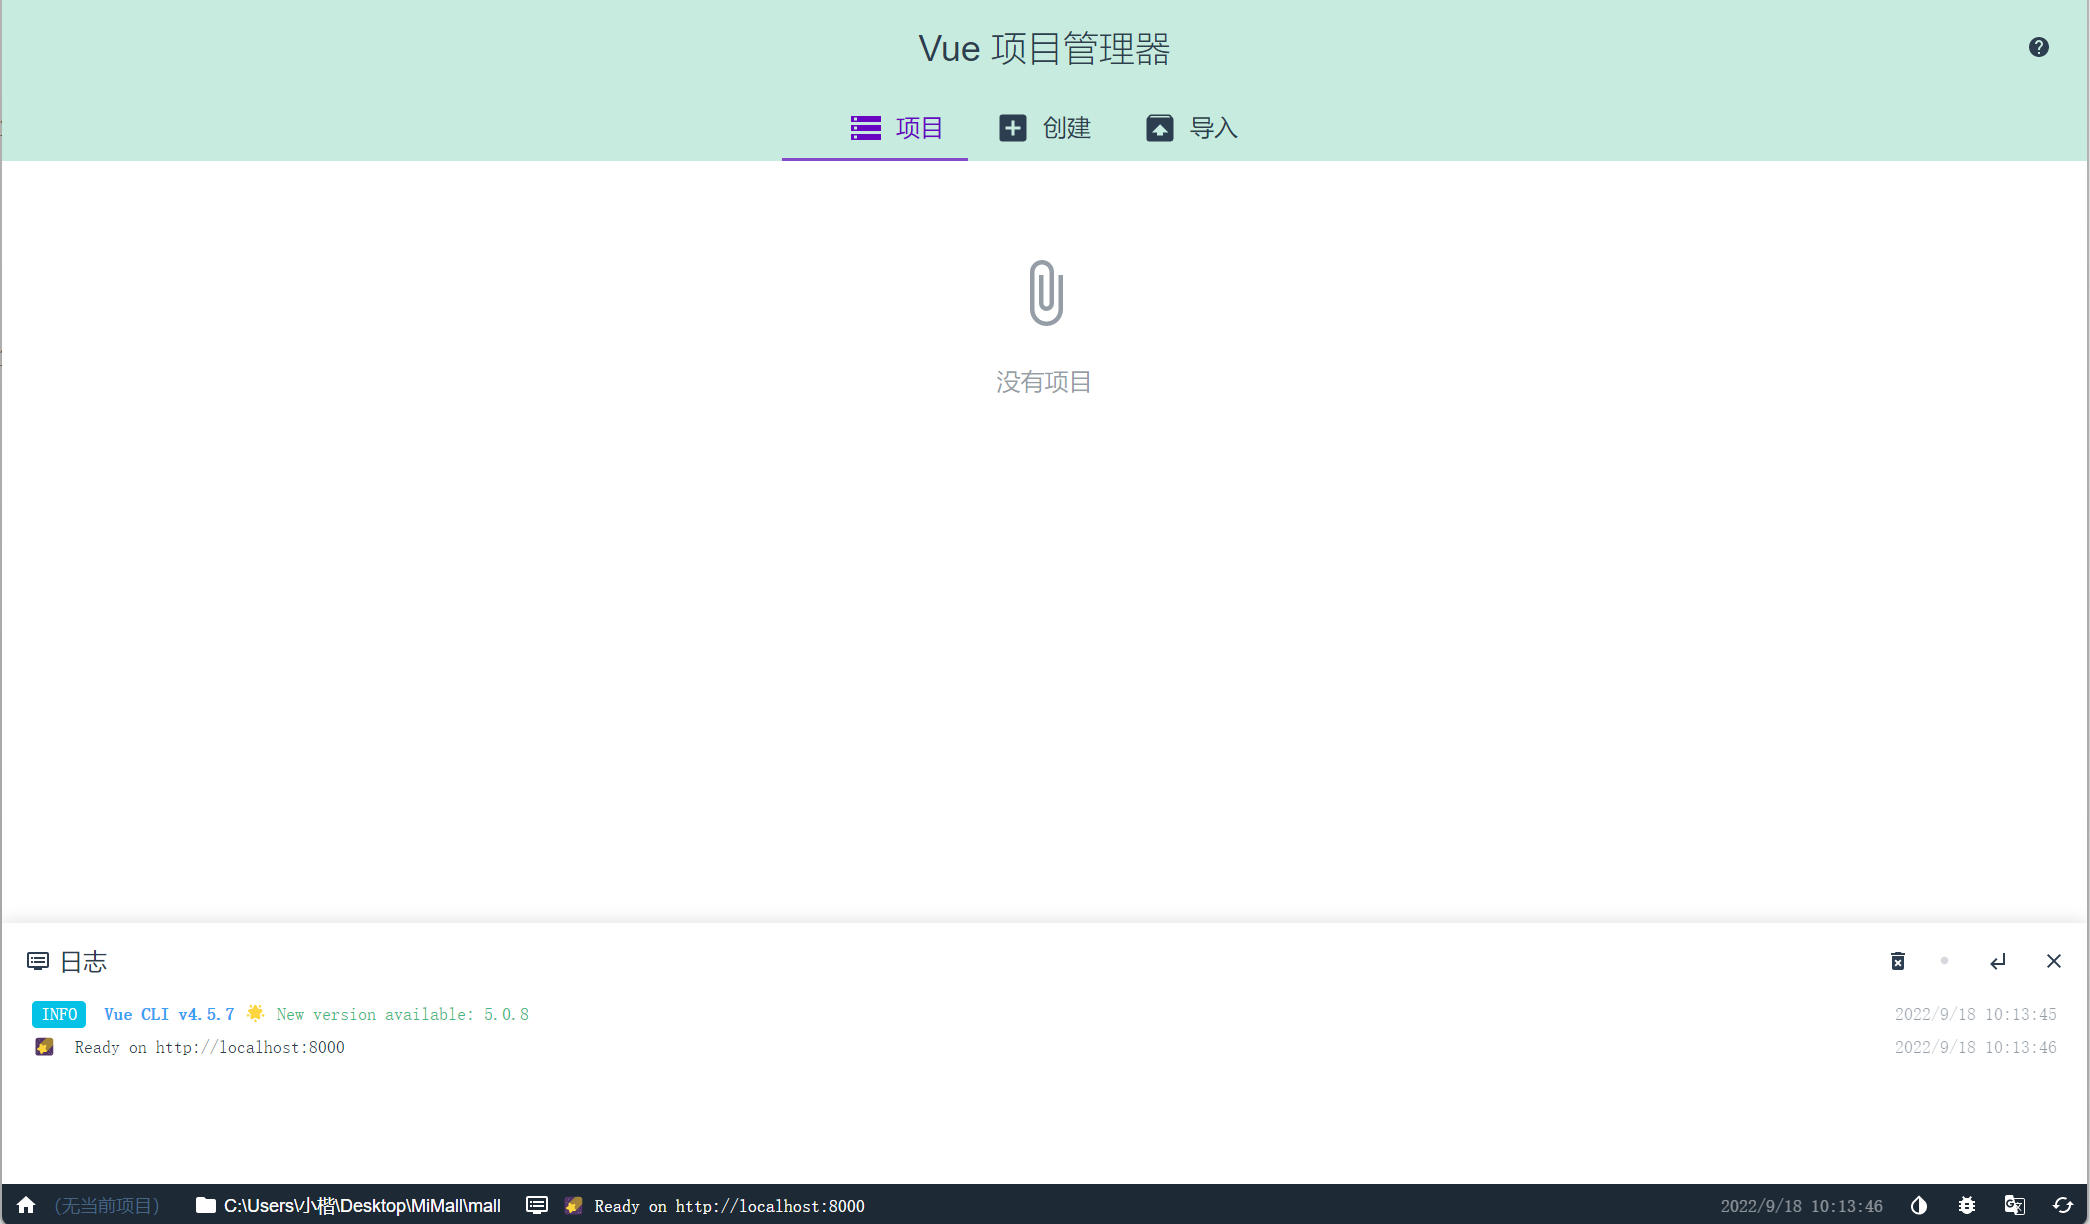 Vue 项目管理器
项目 创建 导入
没有项目
日志
INFO Vue CLI v4.5.7 🌟 New version available: 5.0.8 2022/9/18 10:13:45
🌠 Ready on http://localhost:8000 2022/9/18 10:13:46
(无当前项目) C:\Users\小楷\Desktop\MiMall\mall 🌠 Ready on http://localhost:8000 2022/9/18 10:13:46